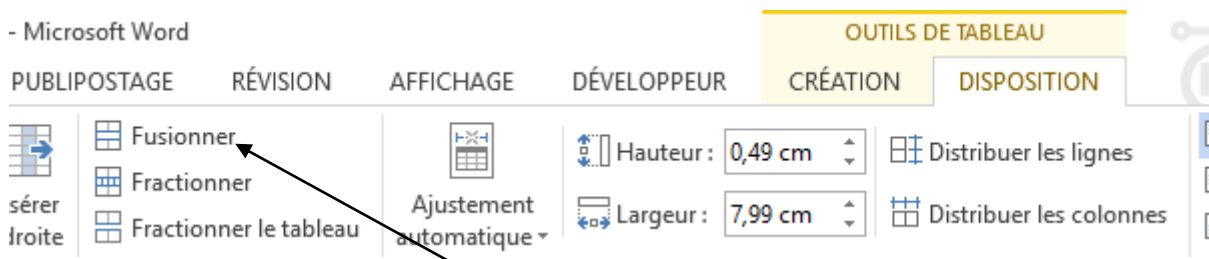 - Microsoft Word
OUTILS DE TABLEAU
PUBLIPOSTAGE RÉVISION AFFICHAGE DÉVELOPPEUR CRÉATION DISPOSITION
Fusionner
Fractionner
Fractionner le tableau
sérer
droite
Ajustement
automatique
Hauteur : 0,49 cm
Largeur : 7,99 cm
Distribuer les lignes
Distribuer les colonnes